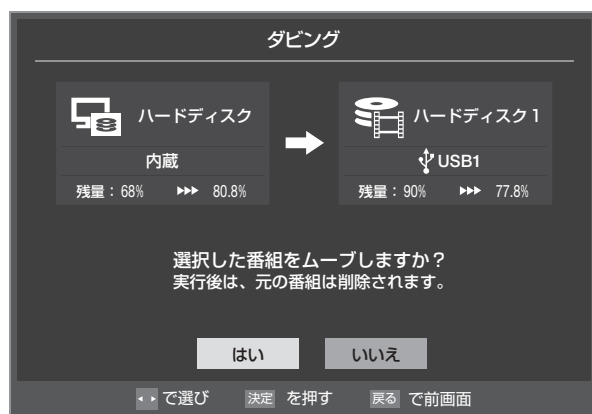 ダビング
ハードディスク
内蔵
残量：68% ▶▶▶ 80.8%
ハードディスク1
USB1
残量：90% ▶▶▶ 77.8%
選択した番組をムーブしますか？
実行後は、元の番組は削除されます。
はい いいえ
で選び 決定 を押す 戻る で前画面